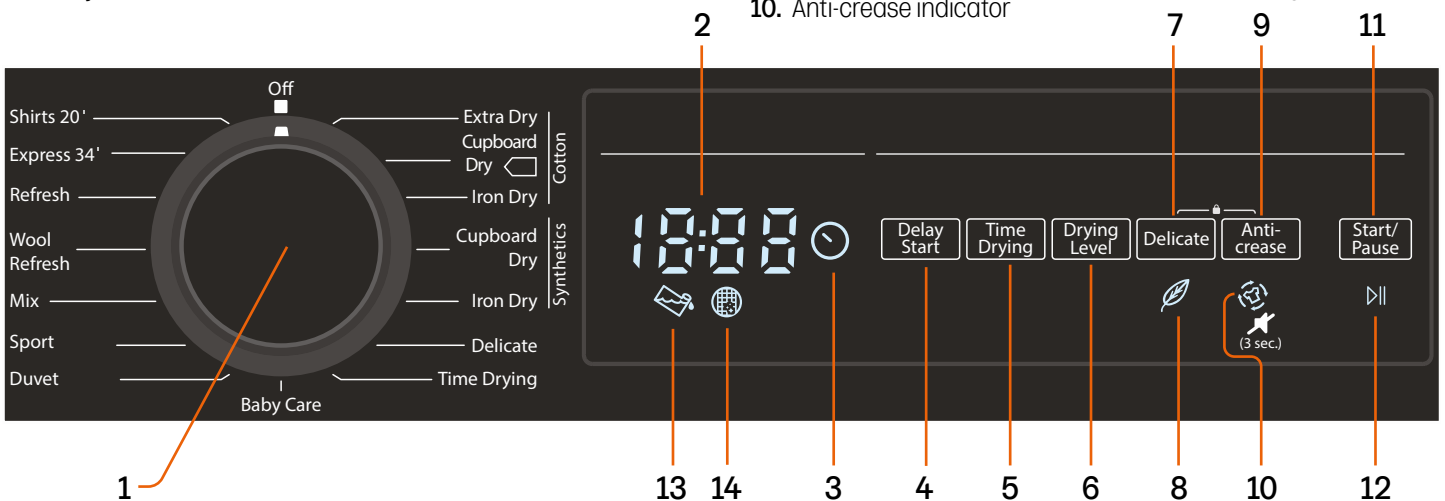 10. Anti-crease indicator
2
7
9
11
Off
Shirts 20'
Express 34'
Refresh
Wool
Refresh
Mix
Sport
Duvet
Baby Care
Extra Dry
Cupboard
Dry
Iron Dry
Cotton
Cupboard
Dry
Iron Dry
Synthetics
Delicate
Time Drying
18:88
Delay
Start
Time
Drying
Drying
Level
Delicate
Anti-
crease
Start/
Pause
(3 sec.)
1
13
14
3
4
5
6
8
10
12